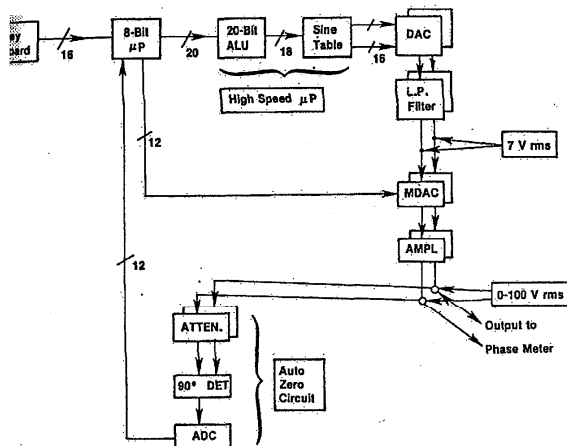 8-Bit
µP
20-Bit
ALU
Sine
Table
DAC
16
20
18
16
High Speed µP
L.P.
Filter
7 V rms
12
MDAC
AMPL
12
0-100 V rms
Output to
Phase Meter
ATTEN.
90° DET
ADC
Auto
Zero
Circuit